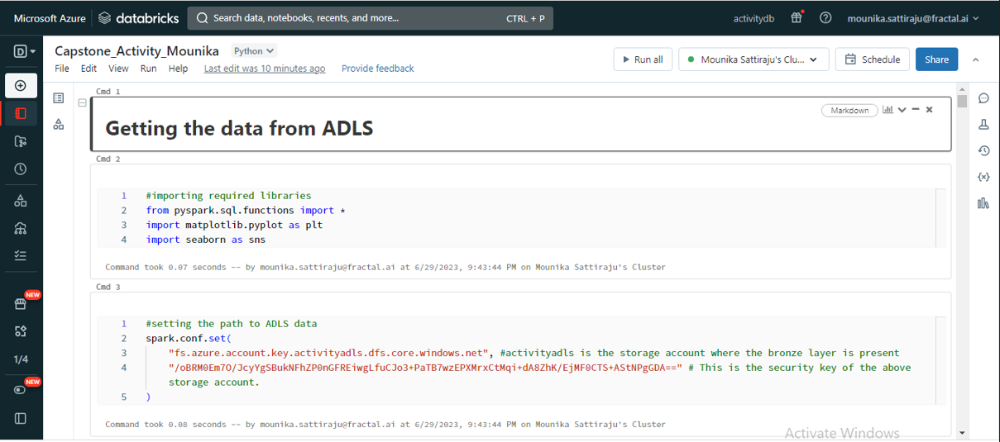 Microsoft Azure
databricks
Search data, notebooks, recents, and more...
CTRL + P
activitydb
mounika.sattiraju@fractal.ai
D
Capstone_Activity_Mounika
Python
File Edit View Run Help
Last edit was 10 minutes ago
Provide feedback
Run all
Mounika Sattiraju's Clu...
Schedule
Share
NEW
1/4
NEW
Cmd 1
Markdown
Getting the data from ADLS
Cmd 2
1 #importing required libraries
2 from pyspark.sql.functions import *
3 import matplotlib.pyplot as plt
4 import seaborn as sns
Command took 0.07 seconds -- by mounika.sattiraju@fractal.ai at 6/29/2023, 9:43:44 PM on Mounika Sattiraju's Cluster
Cmd 3
1 #setting the path to ADLS data
2 spark.conf.set(
3 "fs.azure.account.key.activityadls.dfs.core.windows.net", #activityadls is the storage account where the bronze layer is present
4 # This is the security key of the above
storage account.
5 )
Command took 0.08 seconds -- by mounika.sattiraju@fractal.ai at 6/29/2023, 9:43:44 PM on Mounika Sattiraju's Cluster
Activate Windows